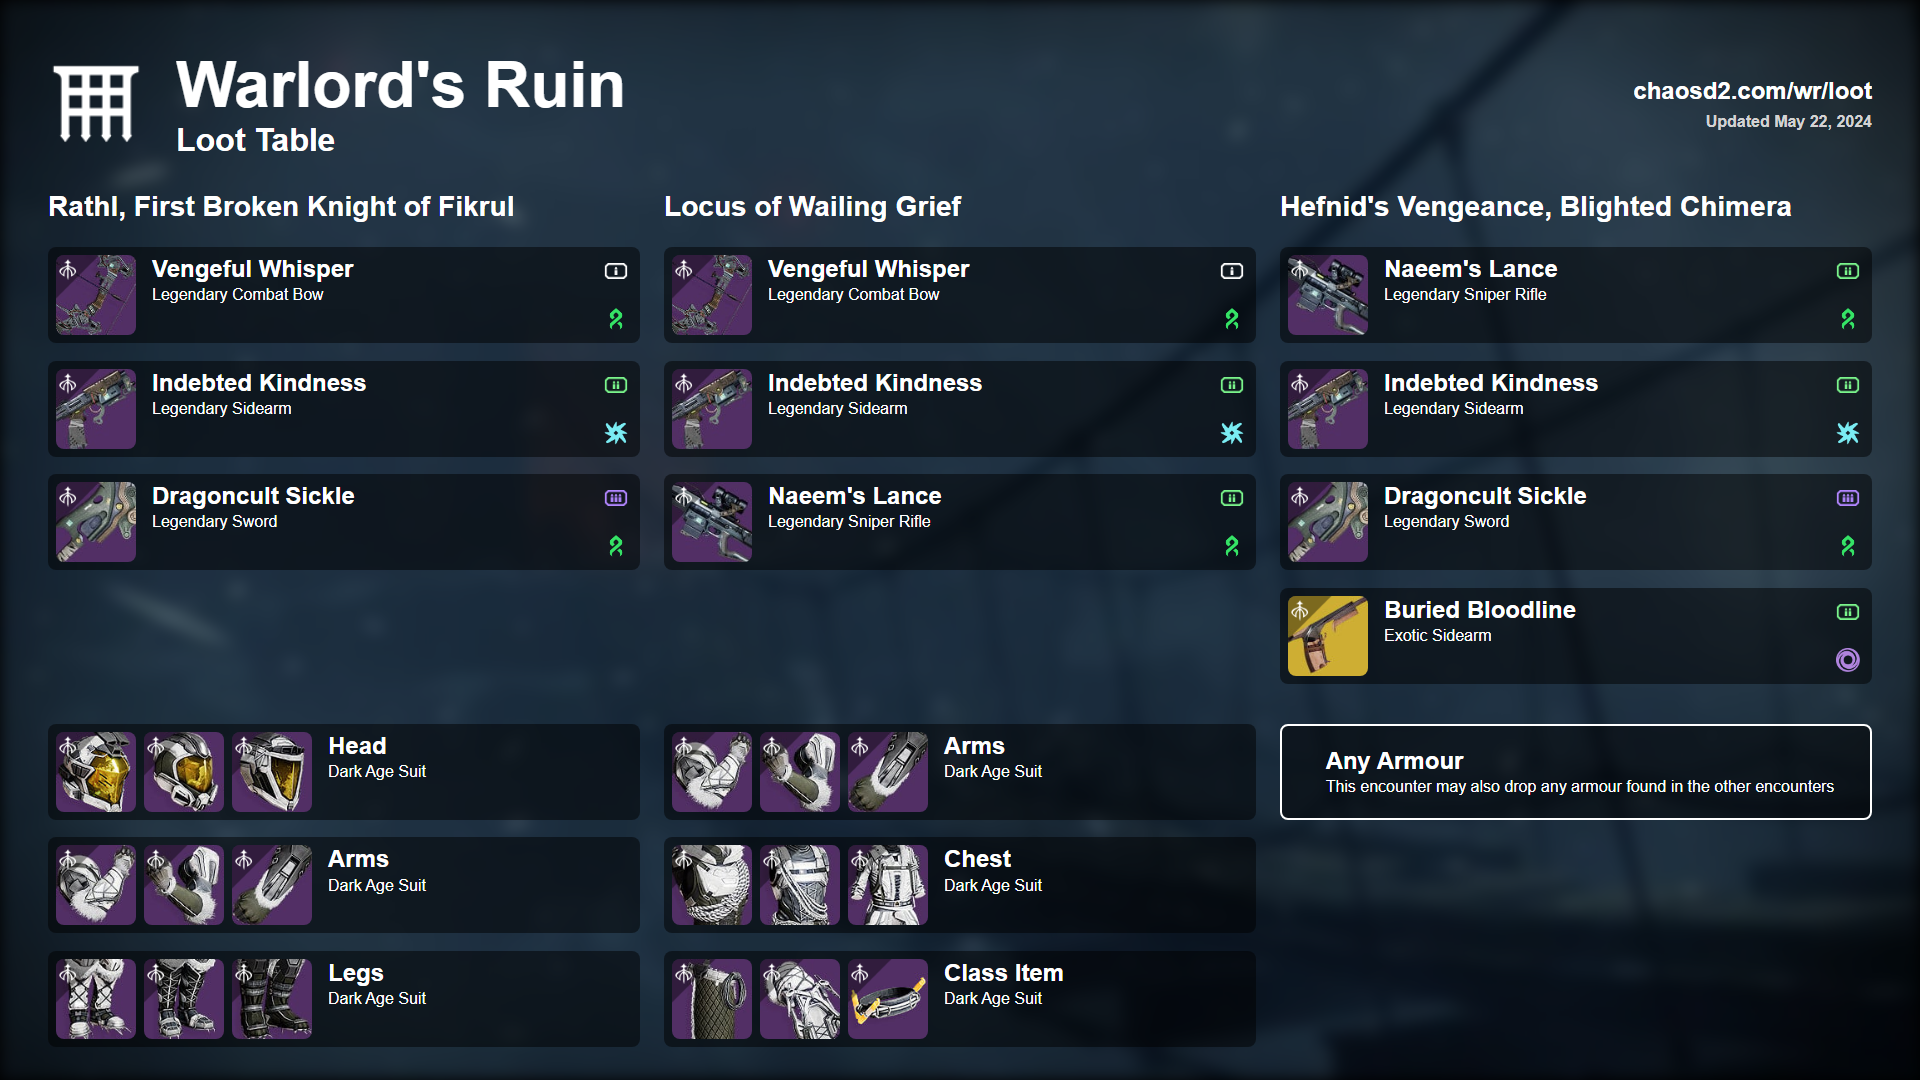 Warlord's Ruin
Loot Table
chaosd2.com/wr/loot
Updated May 22, 2024
Rathl, First Broken Knight of Fikrul
Vengeful Whisper
Legendary Combat Bow
Indebted Kindness
Legendary Sidearm
Dragoncult Sickle
Legendary Sword
Head
Dark Age Suit
Arms
Dark Age Suit
Legs
Dark Age Suit
Locus of Wailing Grief
Vengeful Whisper
Legendary Combat Bow
Indebted Kindness
Legendary Sidearm
Naeem's Lance
Legendary Sniper Rifle
Arms
Dark Age Suit
Chest
Dark Age Suit
Class Item
Dark Age Suit
Hefnid's Vengeance, Blighted Chimera
Naeem's Lance
Legendary Sniper Rifle
Indebted Kindness
Legendary Sidearm
Dragoncult Sickle
Legendary Sword
Buried Bloodline
Exotic Sidearm
Any Armour
This encounter may also drop any armour found in the other encounters